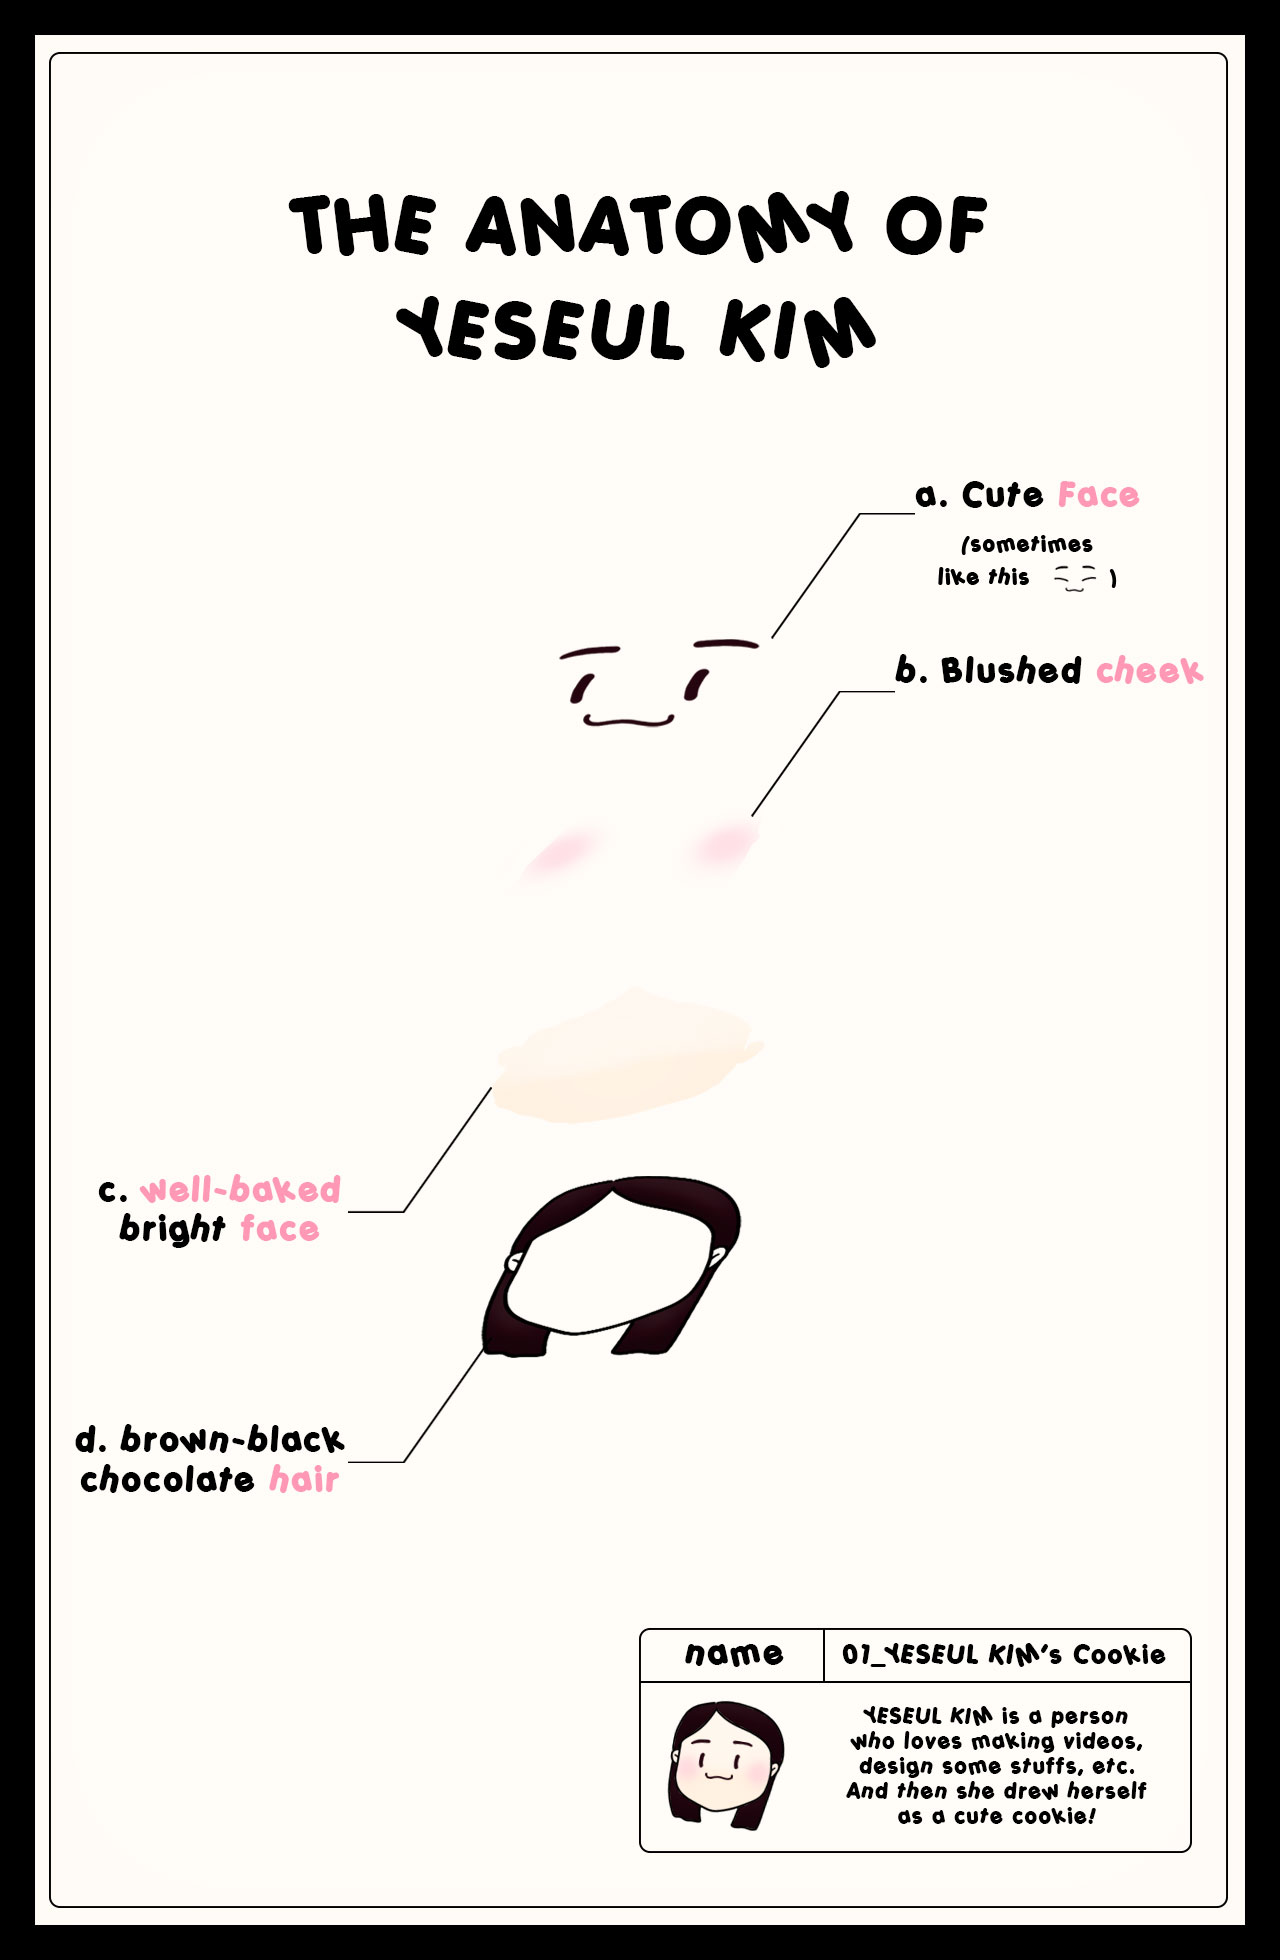 THE ANATOMY OF
YESEUL KIM
a. Cute Face
(sometimes
like this )
b. Blushed cheek
c. well-baked
bright face
d. brown-black
chocolate hair
name
01_YESEUL KIM's Cookie
YESEUL KIM is a person
who loves making videos,
design some stuffs, etc.
And then she drew herself
as a cute cookie!